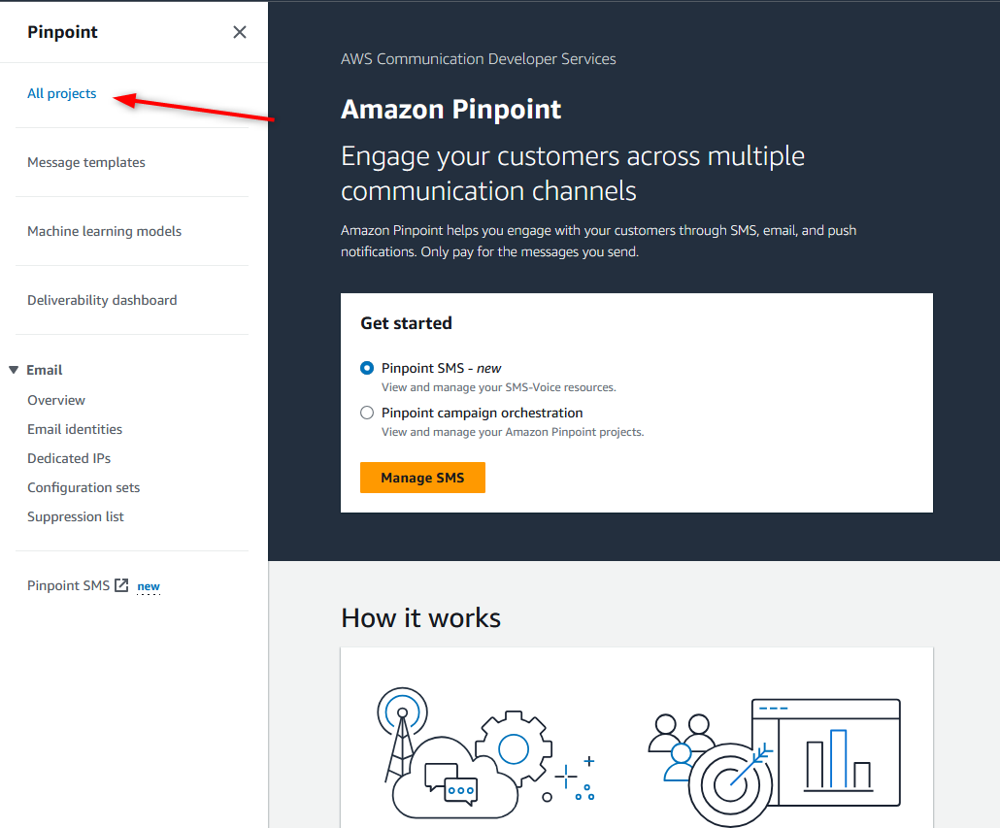 Pinpoint
All projects
Message templates
Machine learning models
Deliverability dashboard
Email
Overview
Email identities
Dedicated IPs
Configuration sets
Suppression list
Pinpoint SMS new
AWS Communication Developer Services
Amazon Pinpoint
Engage your customers across multiple
communication channels
Amazon Pinpoint helps you engage with your customers through SMS, email, and push
notifications. Only pay for the messages you send.
Get started
Pinpoint SMS - new
View and manage your SMS-Voice resources.
Pinpoint campaign orchestration
View and manage your Amazon Pinpoint projects.
Manage SMS
How it works